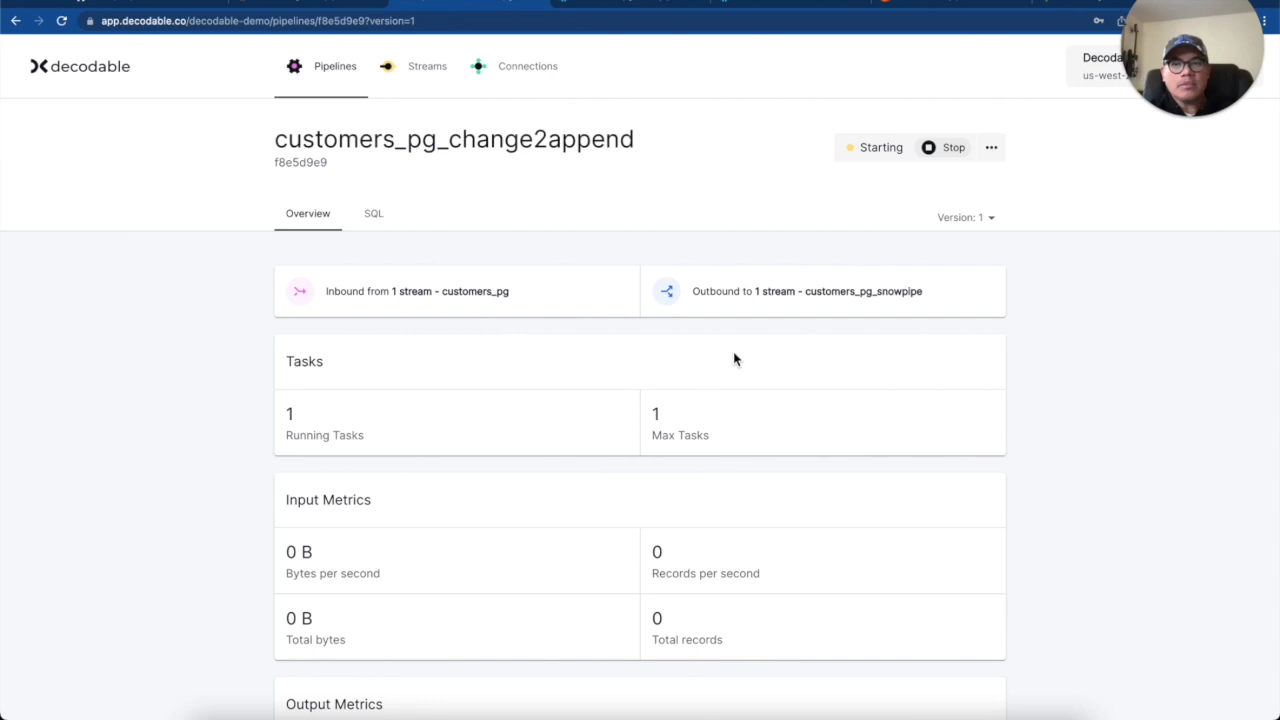 app.decodable.co/decodable-demo/pipelines/f8e5d9e9?version=1
decodable
Pipelines
Streams
Connections
us-west-
customers_pg_change2append
f8e5d9e9
Starting
Stop
Overview
SQL
Version: 1
Inbound from 1 stream - customers_pg
Outbound to 1 stream - customers_pg_snowpipe
Tasks
1
1
Running Tasks
Max Tasks
Input Metrics
0 B
0
Bytes per second
Records per second
0 B
0
Total bytes
Total records
Output Metrics